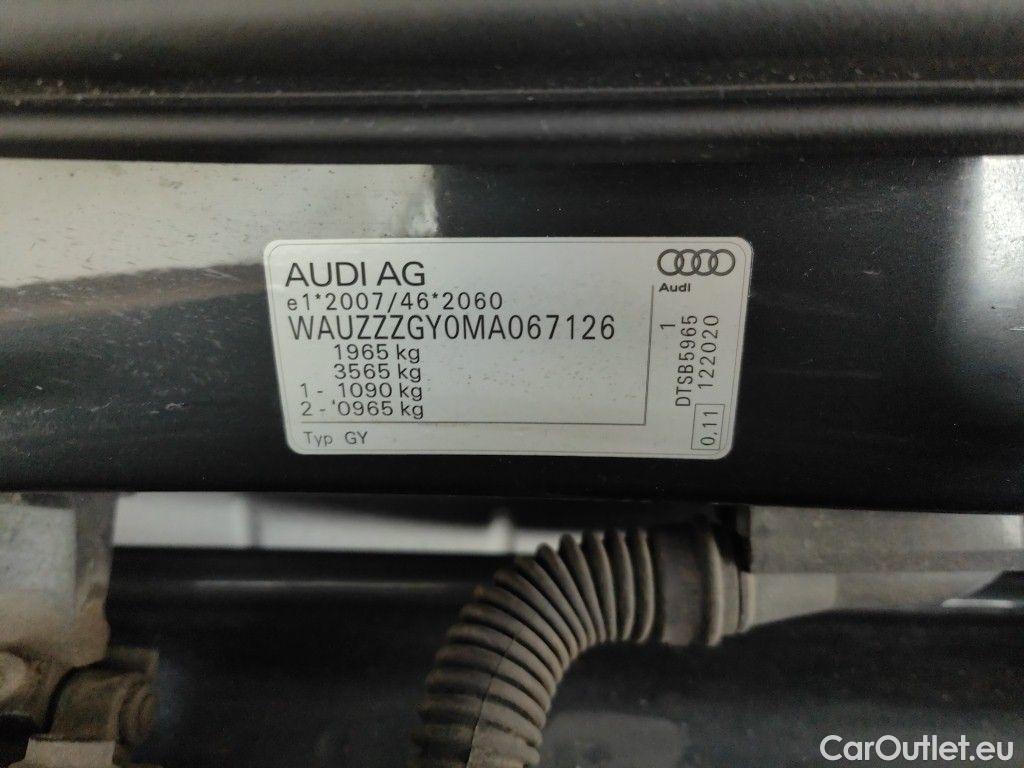 AUDI AG
e1*2007/46*2060
WAUZZZGY0MA067126
1965 kg
3565 kg
1 - 1090 kg
2 - '0965 kg
Typ GY
Audi
DTSB5965 1
0,11 122020
CarOutlet.eu